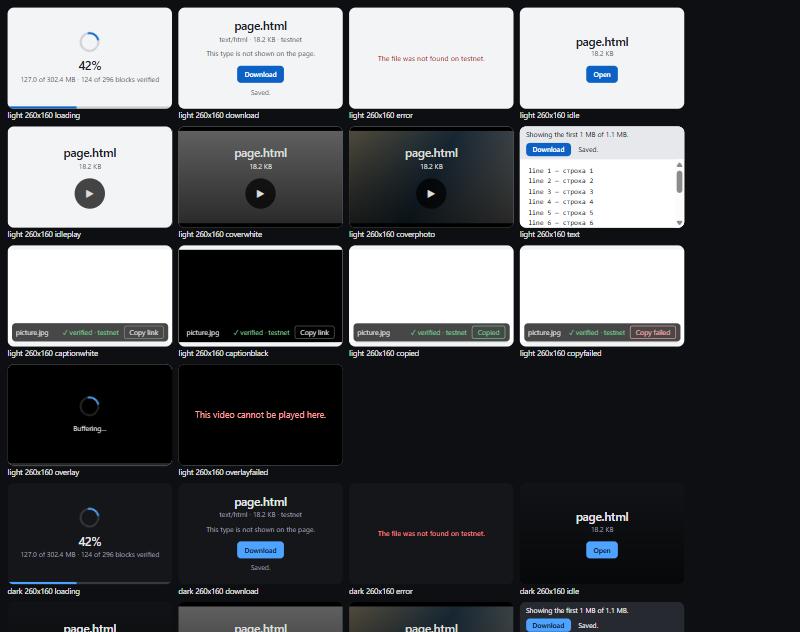 42%
127.0 of 302.4 MB · 124 of 296 blocks verified
light 260x160 loading
page.html
text/html · 18.2 KB · testnet
This type is not shown on the page.
Download
Saved.
light 260x160 download
The file was not found on testnet.
light 260x160 error
page.html
18.2 KB
Open
light 260x160 idle
page.html
18.2 KB
light 260x160 idleplay
page.html
18.2 KB
light 260x160 coverwhite
page.html
18.2 KB
light 260x160 coverphoto
Showing the first 1 MB of 1.1 MB.
Download Saved.
line 1 — строка 1
line 2 — строка 2
line 3 — строка 3
line 4 — строка 4
line 5 — строка 5
line 6 — строка 6
light 260x160 text
picture.jpg ✓ verified · testnet Copy link
light 260x160 captionwhite
picture.jpg ✓ verified · testnet Copy link
light 260x160 captionblack
picture.jpg ✓ verified · testnet Copied
light 260x160 copied
picture.jpg ✓ verified · testnet Copy failed
light 260x160 copyfailed
Buffering...
light 260x160 overlay
This video cannot be played here.
light 260x160 overlayfailed
42%
127.0 of 302.4 MB · 124 of 296 blocks verified
dark 260x160 loading
page.html
text/html · 18.2 KB · testnet
This type is not shown on the page.
Download
Saved.
dark 260x160 download
The file was not found on testnet.
dark 260x160 error
page.html
18.2 KB
Open
dark 260x160 idle
page.html
page.html
page.html
Showing the first 1 MB of 1.1 MB.
Download Saved.